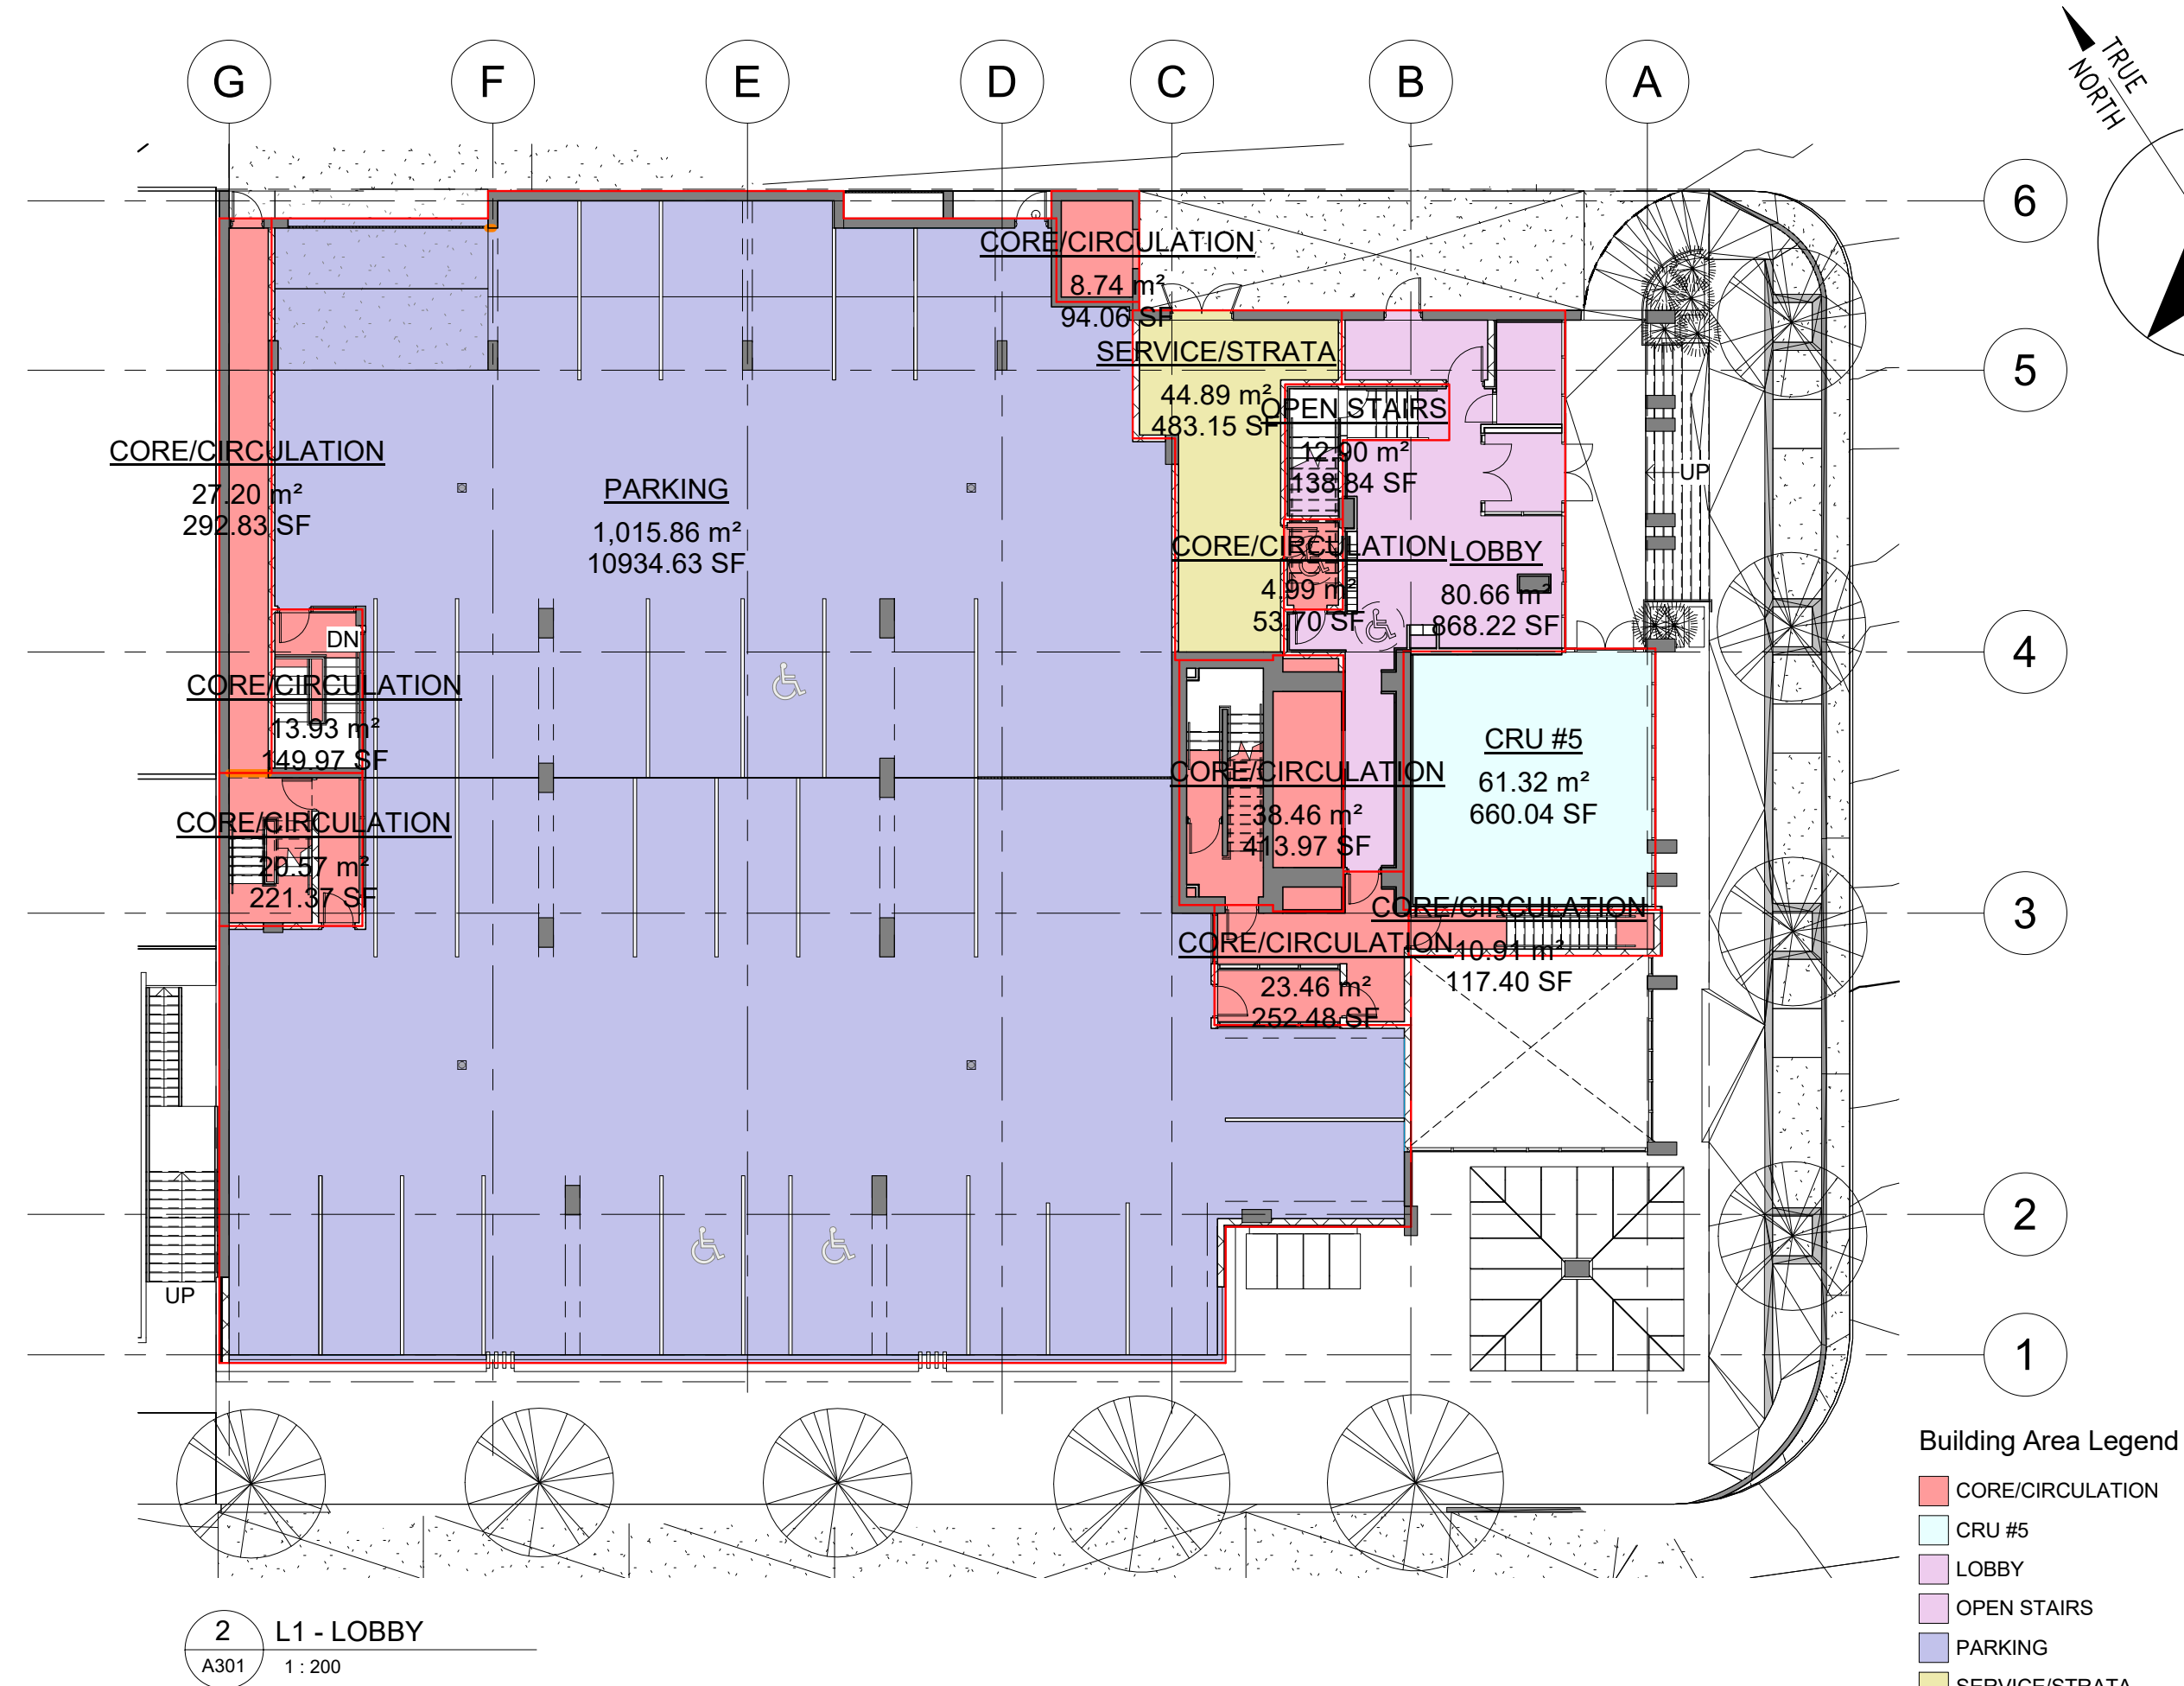 G
F
E
D
C
B
A
TRUE
NORTH
6
5
4
3
2
1
CORE/CIRCULATION
8.74 m²
94.06 SF
SERVICE/STRATA
44.89 m²
483.15 SF
OPEN STAIRS
12.90 m²
138.84 SF
CORE/CIRCULATION
27.20 m²
292.83 SF
PARKING
1,015.86 m²
10934.63 SF
UP
CORE/CIRCULATION
4.99 m²
53.70 SF
LOBBY
80.66 m²
868.22 SF
DN
CORE/CIRCULATION
13.93 m²
149.97 SF
CRU #5
61.32 m²
660.04 SF
CORE/CIRCULATION
38.46 m²
413.97 SF
CORE/CIRCULATION
20.57 m²
221.37 SF
CORE/CIRCULATION
10.91 m²
117.40 SF
CORE/CIRCULATION
23.46 m²
252.48 SF
UP
Building Area Legend
CORE/CIRCULATION
CRU #5
LOBBY
OPEN STAIRS
PARKING
SERVICE/STRATA
2
A301
L1 - LOBBY
1 : 200